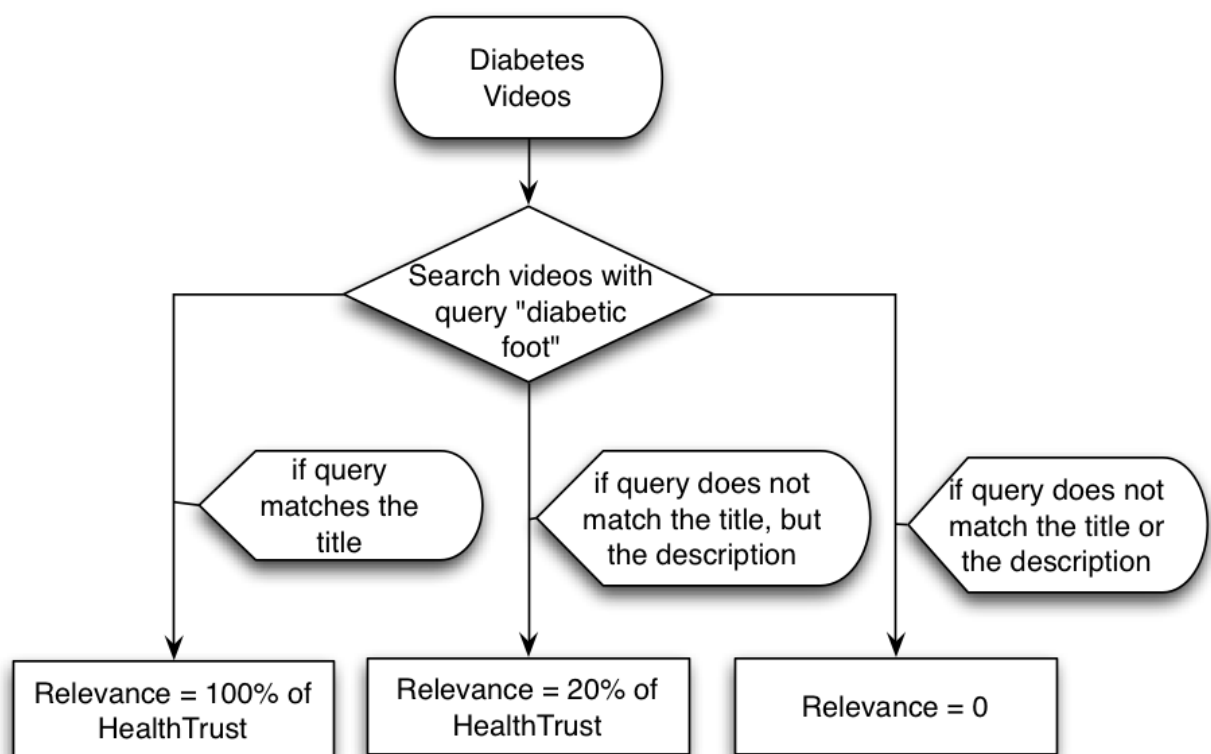 Diabetes
Videos
Search videos with
query "diabetic
foot"
if query
matches the
title
if query does not
match the title, but
the description
if query does not
match the title or
the description
Relevance = 100% of
HealthTrust
Relevance = 20% of
HealthTrust
Relevance = 0